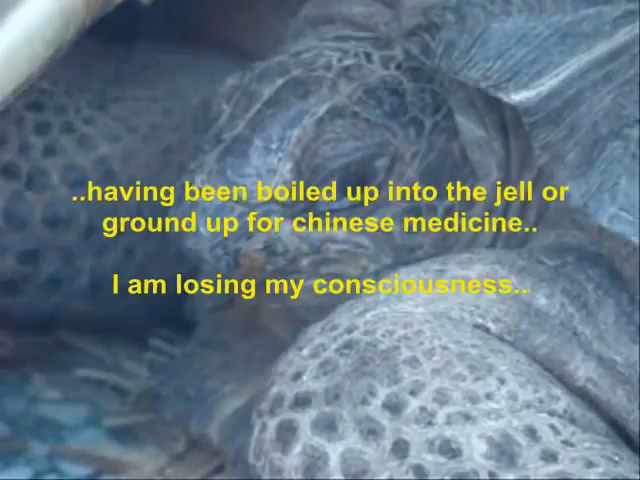 ..having been boiled up into the jell or
ground up for chinese medicine..
I am losing my consciousness..